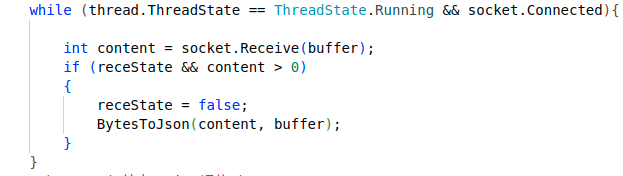 while (thread.ThreadState == ThreadState.Running && socket.Connected){
int content = socket.Receive(buffer);
if (receState && content > 0)
{
receState = false;
BytesToJson(content, buffer);
}
}